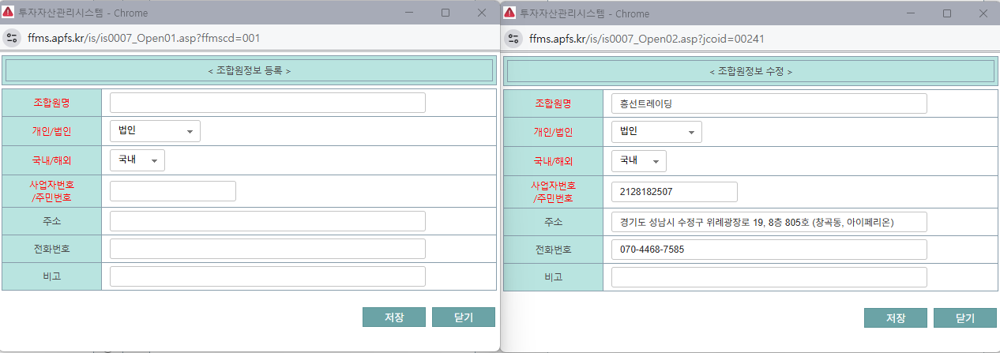 투자자산관리시스템 - Chrome
ffms.apfs.kr/is/is0007_Open01.asp?ffmscd=001
< 조합원정보 등록 >
조합원명
개인/법인 법인
국내/해외 국내
사업자번호
/주민번호
주소
전화번호
비고
저장 닫기
투자자산관리시스템 - Chrome
ffms.apfs.kr/is/is0007_Open02.asp?jcoid=00241
< 조합원정보 수정 >
조합원명 홍선트레이딩
개인/법인 법인
국내/해외 국내
사업자번호
/주민번호 2128182507
주소 경기도 성남시 수정구 위례광장로 19, 8층 805호 (창곡동, 아이페리온)
전화번호 070-4468-7585
비고
저장 닫기